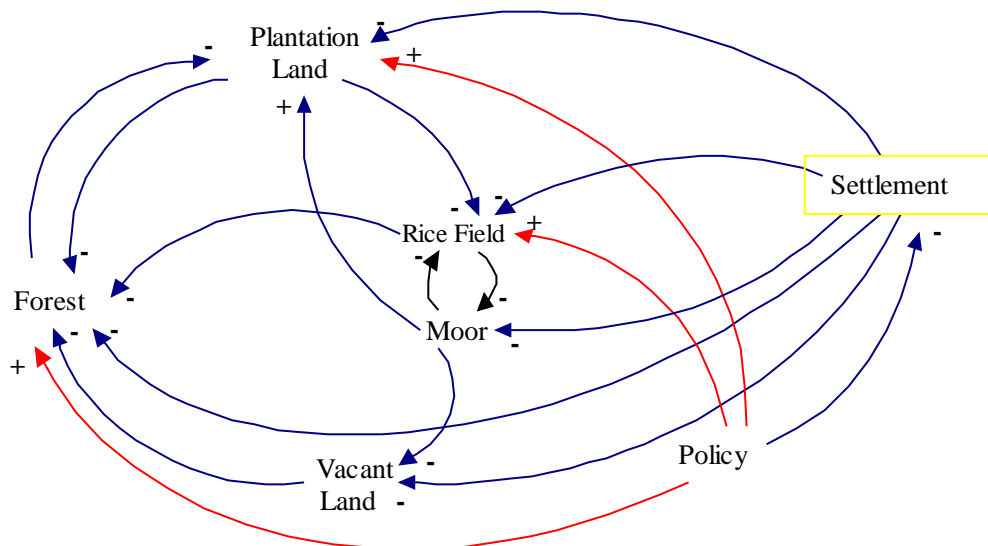 -
-
Plantation
+
Land
+
Settlement
-
-
Rice Field
+
-
-
-
Forest
-
-
Moor
-
-
-
+
Policy
Vacant
-
Land
-